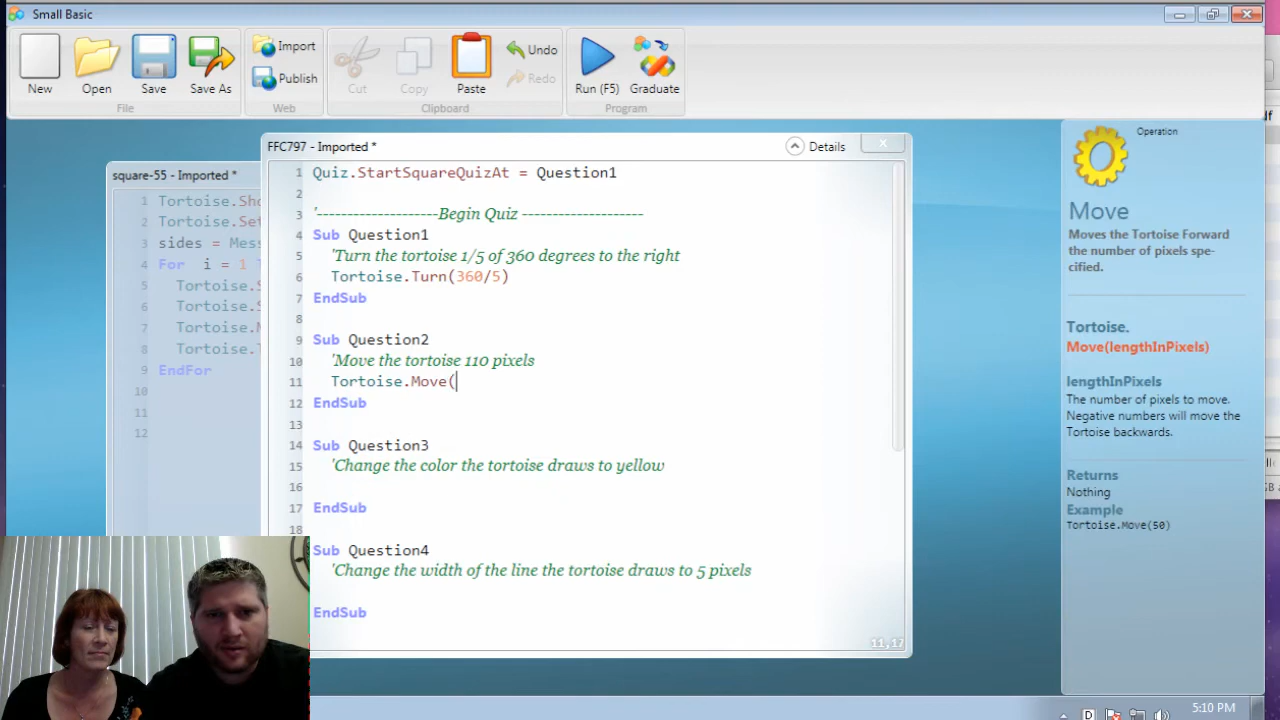 Small Basic
New
Open
Save
Save As
Import
Publish
Cut
Copy
Paste
Undo
Redo
Run (F5)
Graduate
File
Web
Clipboard
Program
square-55 - Imported *
1 Tortoise.Sho
2 Tortoise.Set
3 sides = Mess
4 For i = 1 T
5 Tortoise.S
6 Tortoise.S
7 Tortoise.M
8 Tortoise.T
9 EndFor
10
11
12
FFC797 - Imported *
Details
1 Quiz.StartSquareQuizAt = Question1
2
3 '--------------------Begin Quiz --------------------
4 Sub Question1
5 'Turn the tortoise 1/5 of 360 degrees to the right
6 Tortoise.Turn(360/5)
7 EndSub
8
9 Sub Question2
10 'Move the tortoise 110 pixels
11 Tortoise.Move(
12 EndSub
13
14 Sub Question3
15 'Change the color the tortoise draws to yellow
16
17 EndSub
18
Sub Question4
'Change the width of the line the tortoise draws to 5 pixels
EndSub
11,17
Operation
Move
Moves the Tortoise Forward
the number of pixels spe-
cified.
Tortoise.
Move(lengthInPixels)
lengthInPixels
The number of pixels to move.
Negative numbers will move the
Tortoise backwards.
Returns
Nothing
Example
Tortoise.Move(50)
D
5:10 PM